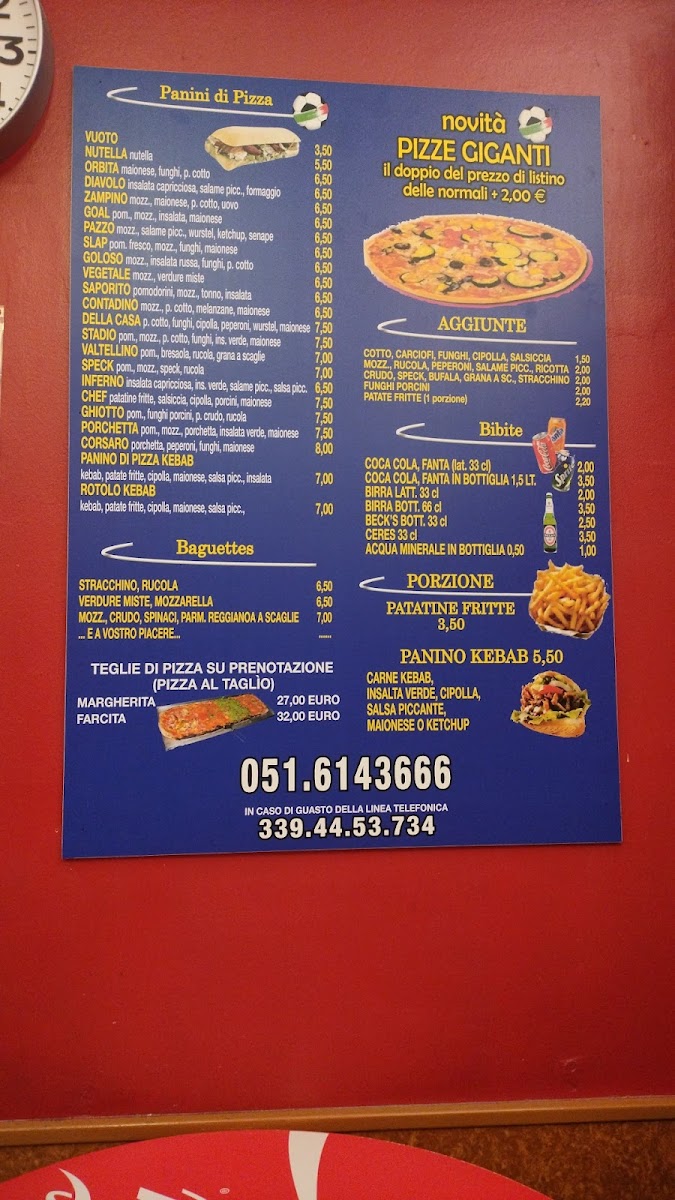 Panini di Pizza
VUOTO 3,50
NUTELLA nutella 5,50
ORBITA maionese, funghi, p. cotto 6,50
DIAVOLO insalata capricciosa, salame picc., formaggio 6,50
ZAMPINO mozz., maionese, p. cotto, uovo 6,50
GOAL pom., mozz., insalata, maionese 6,50
PAZZO mozz., salame picc., wurstel, ketchup, senape 6,50
SLAP pom. fresco, mozz., funghi, maionese 6,50
GOLOSO mozz., insalata russa, funghi, p. cotto 6,50
VEGETALE mozz., verdure miste 6,50
SAPORITO pomodorini, mozz., tonno, insalata 6,50
CONTADINO mozz., p. cotto, melanzane, maionese 6,50
DELLA CASA p. cotto, funghi, cipolla, peperoni, wurstel, maionese 7,50
STADIO pom., mozz., p. cotto, funghi, ins. verde, maionese 7,50
VALTELLINO pom., bresaola, rucola, grana a scaglie 7,00
SPECK pom., mozz., speck, rucola 7,00
INFERNO insalata capricciosa, ins. verde, salame picc., salsa picc. 6,50
CHEF patatine fritte, salsiccia, cipolla, porcini, maionese 7,50
GHIOTTO pom., funghi porcini, p. crudo, rucola 7,50
PORCHETTA pom., mozz., porchetta, insalata verde, maionese 7,50
CORSARO porchetta, peperoni, funghi, maionese 8,00
PANINO DI PIZZA KEBAB
kebab, patate fritte, cipolla, maionese, salsa picc., insalata 7,00
ROTOLO KEBAB
kebab, patate fritte, cipolla, maionese, salsa picc., 7,00
Baguettes
STRACCHINO, RUCOLA 6,50
VERDURE MISTE, MOZZARELLA 6,50
MOZZ., CRUDO, SPINACI, PARM. REGGIANOA A SCAGLIE 7,00
... E A VOSTRO PIACERE... ......
TEGLIE DI PIZZA SU PRENOTAZIONE
(PIZZA AL TAGLÌO)
MARGHERITA 27,00 EURO
FARCITA 32,00 EURO
novità
PIZZE GIGANTI
il doppio del prezzo di listino
delle normali + 2,00 €
AGGIUNTE
COTTO, CARCIOFI, FUNGHI, CIPOLLA, SALSICCIA 1,50
MOZZ., RUCOLA, PEPERONI, SALAME PICC., RICOTTA 2,00
CRUDO, SPECK, BUFALA, GRANA A SC., STRACCHINO 2,00
FUNGHI PORCINI 2,00
PATATE FRITTE (1 porzione) 2,20
Bibite
COCA COLA, FANTA (lat. 33 cl) 2,00
COCA COLA, FANTA IN BOTTIGLIA 1,5 LT. 3,50
BIRRA LATT. 33 cl 2,00
BIRRA BOTT. 66 cl 3,50
BECK'S BOTT. 33 cl 2,50
CERES 33 cl 3,50
ACQUA MINERALE IN BOTTIGLIA 0,50 1,00
PORZIONE
PATATINE FRITTE
3,50
PANINO KEBAB 5,50
CARNE KEBAB,
INSALTA VERDE, CIPOLLA,
SALSA PICCANTE,
MAIONESE O KETCHUP
051.6143666
IN CASO DI GUASTO DELLA LINEA TELEFONICA
339.44.53.734